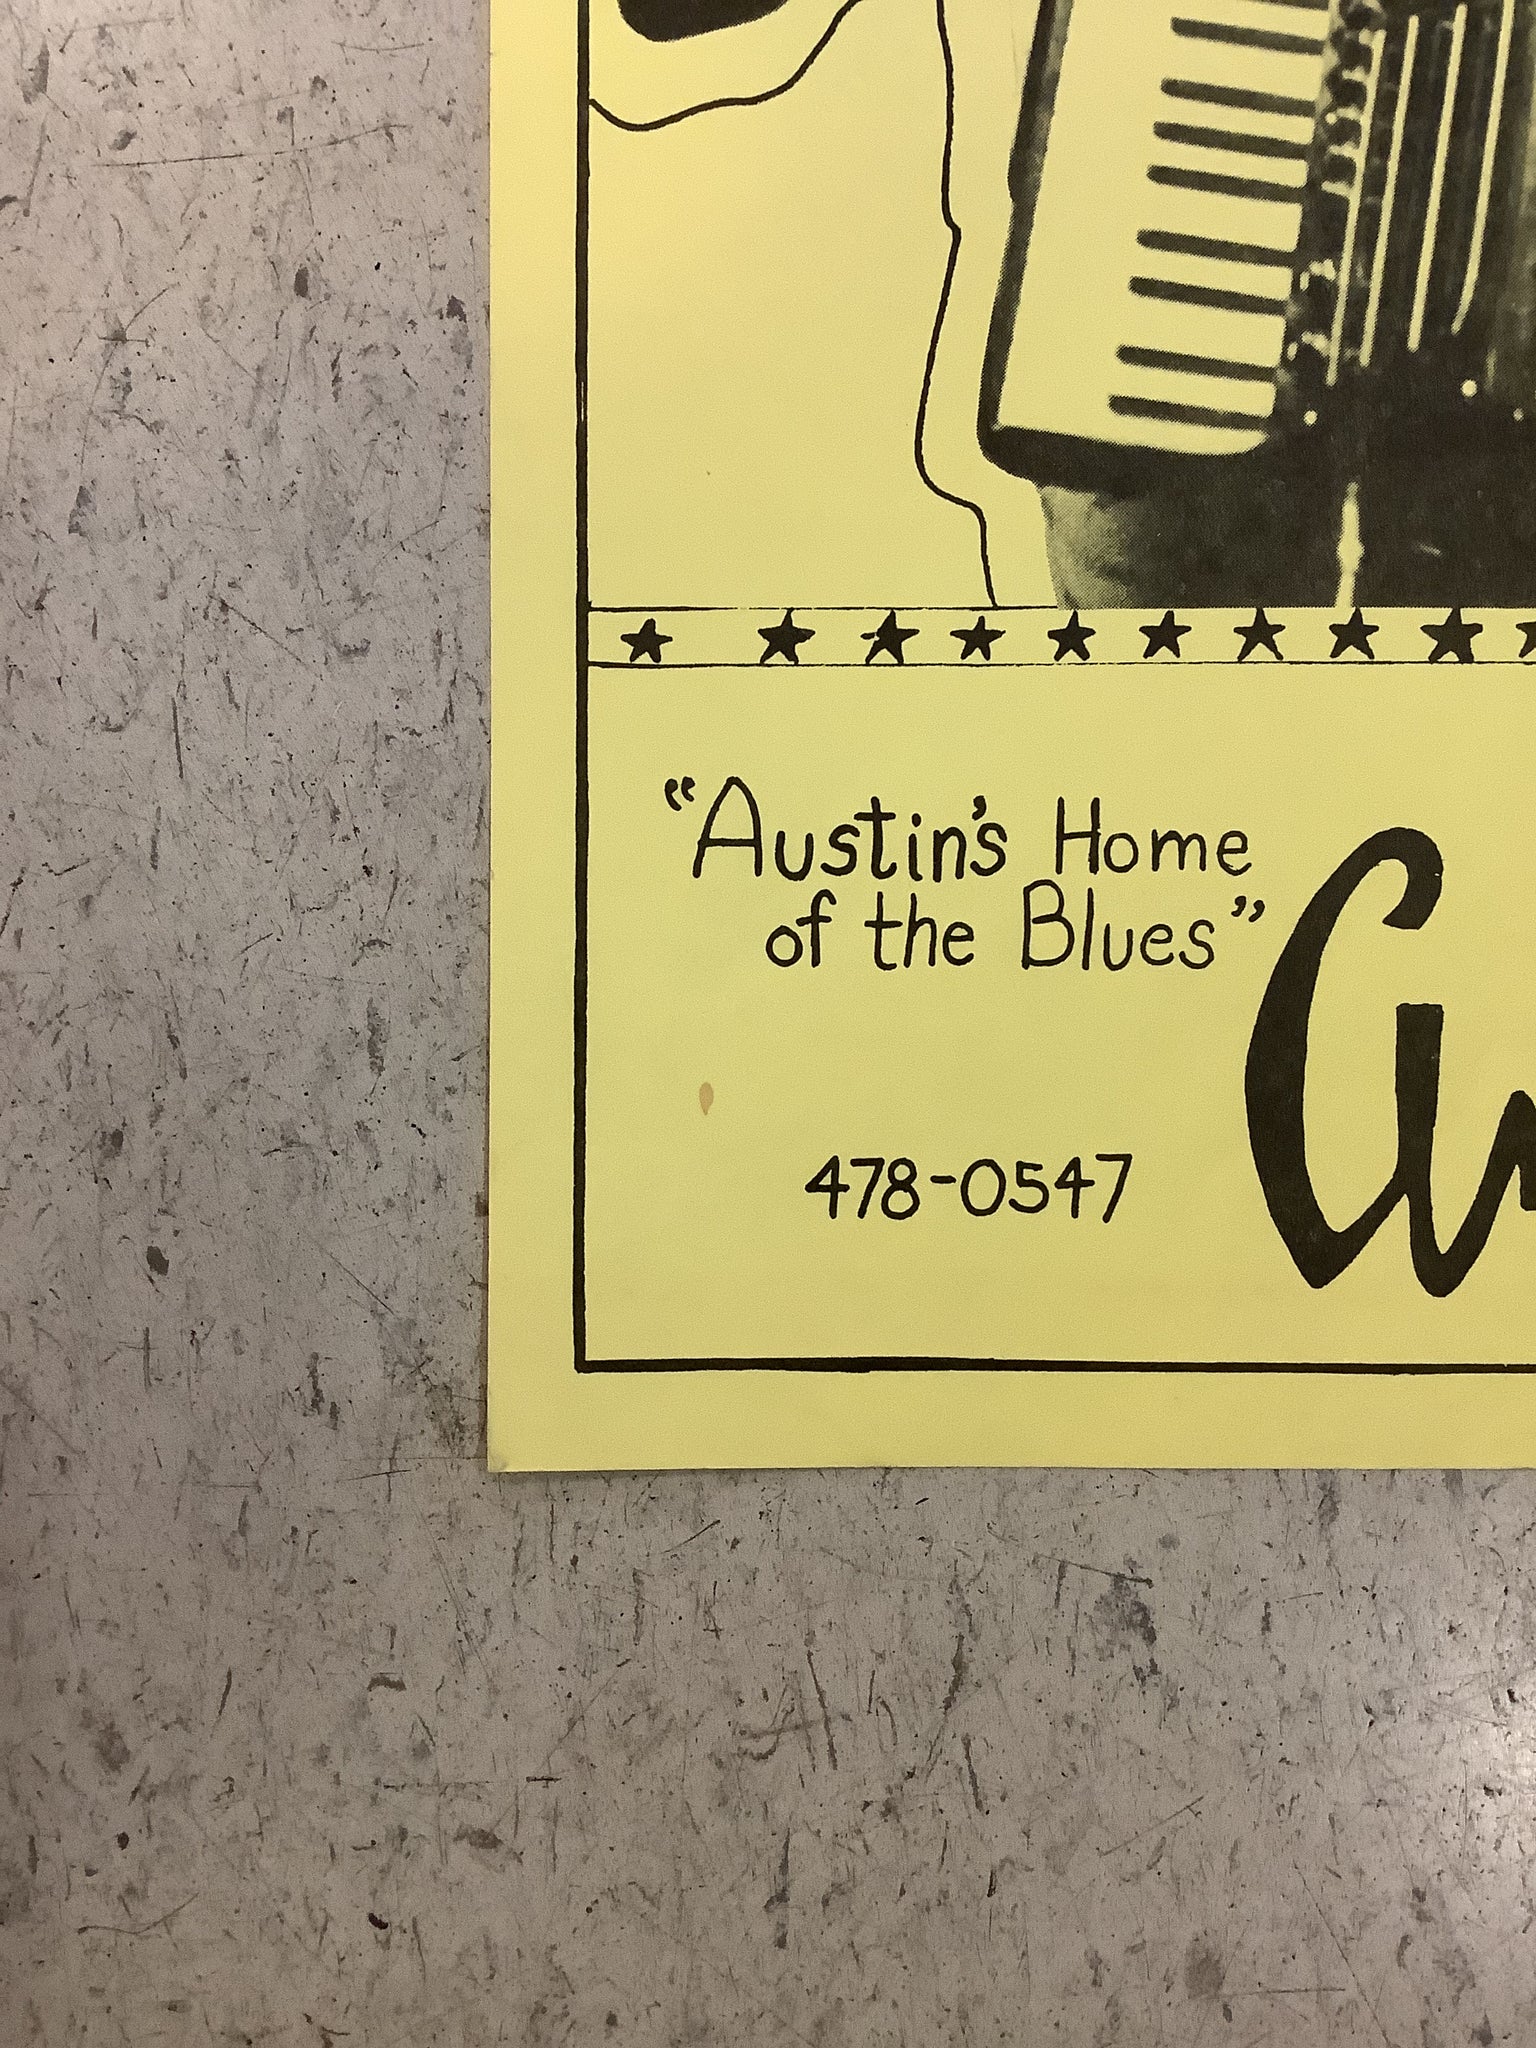 “Austin's Home
of the Blues”
478-0547